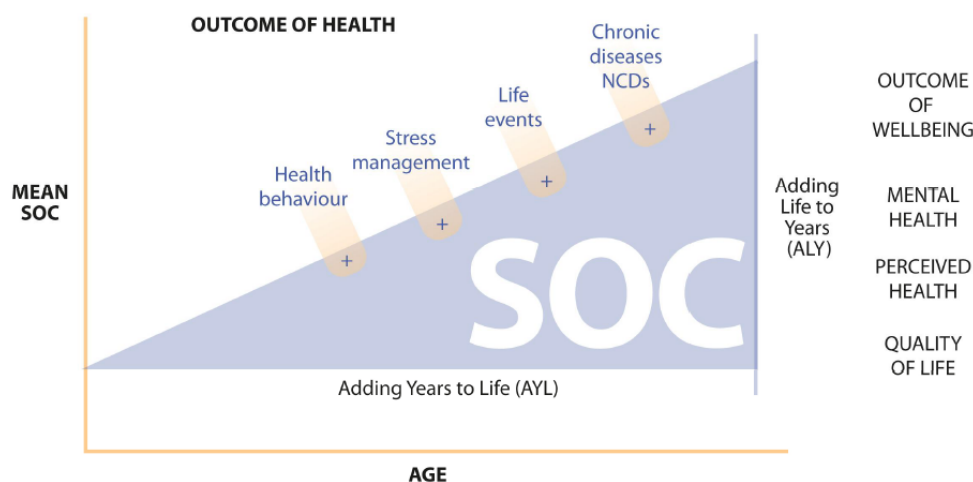 OUTCOME OF HEALTH
Chronic
diseases
NCDs
Life
events
Stress
management
Health
behaviour
+
+
+
+
MEAN
SOC
SOC
Adding
Life to
Years
(ALY)
OUTCOME
OF
WELLBEING
MENTAL
HEALTH
PERCEIVED
HEALTH
QUALITY
OF LIFE
Adding Years to Life (AYL)
AGE